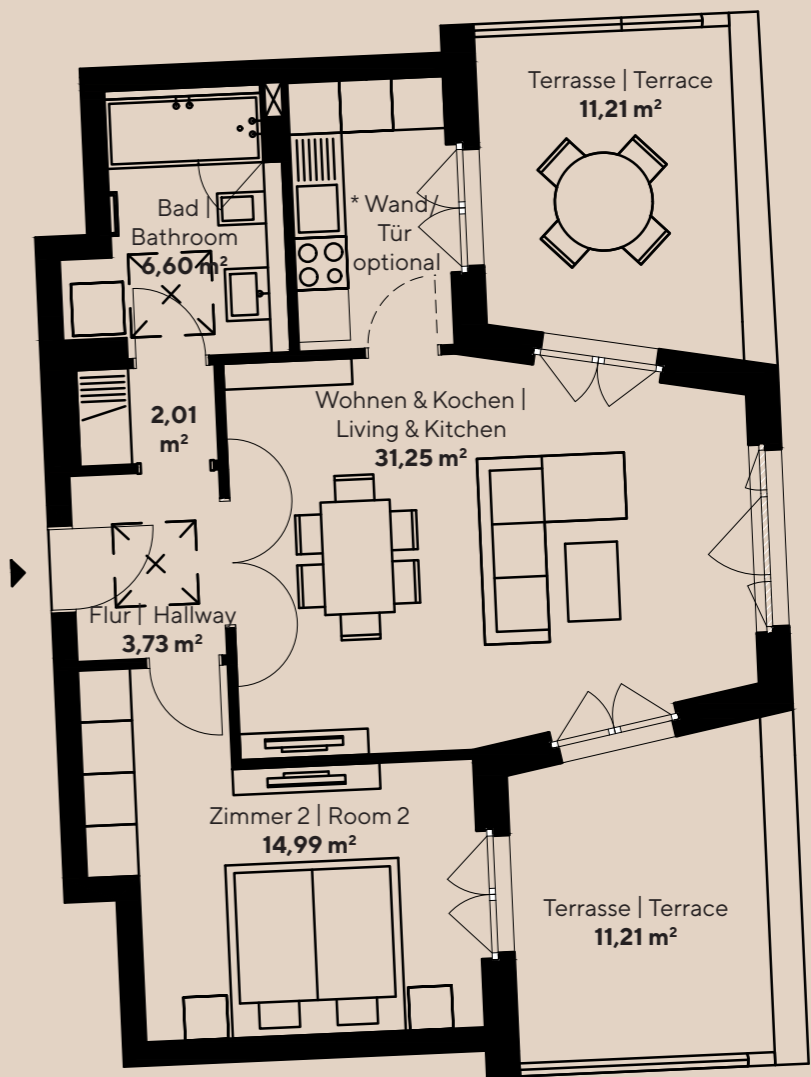 Terrasse | Terrace
11,21 m²
* Wand/
Tür
optional
Bad |
Bathroom
6,60 m²
2,01
m²
Wohnen & Kochen |
Living & Kitchen
31,25 m²
Flur | Hallway
3,73 m²
Zimmer 2 | Room 2
14,99 m²
Terrasse | Terrace
11,21 m²